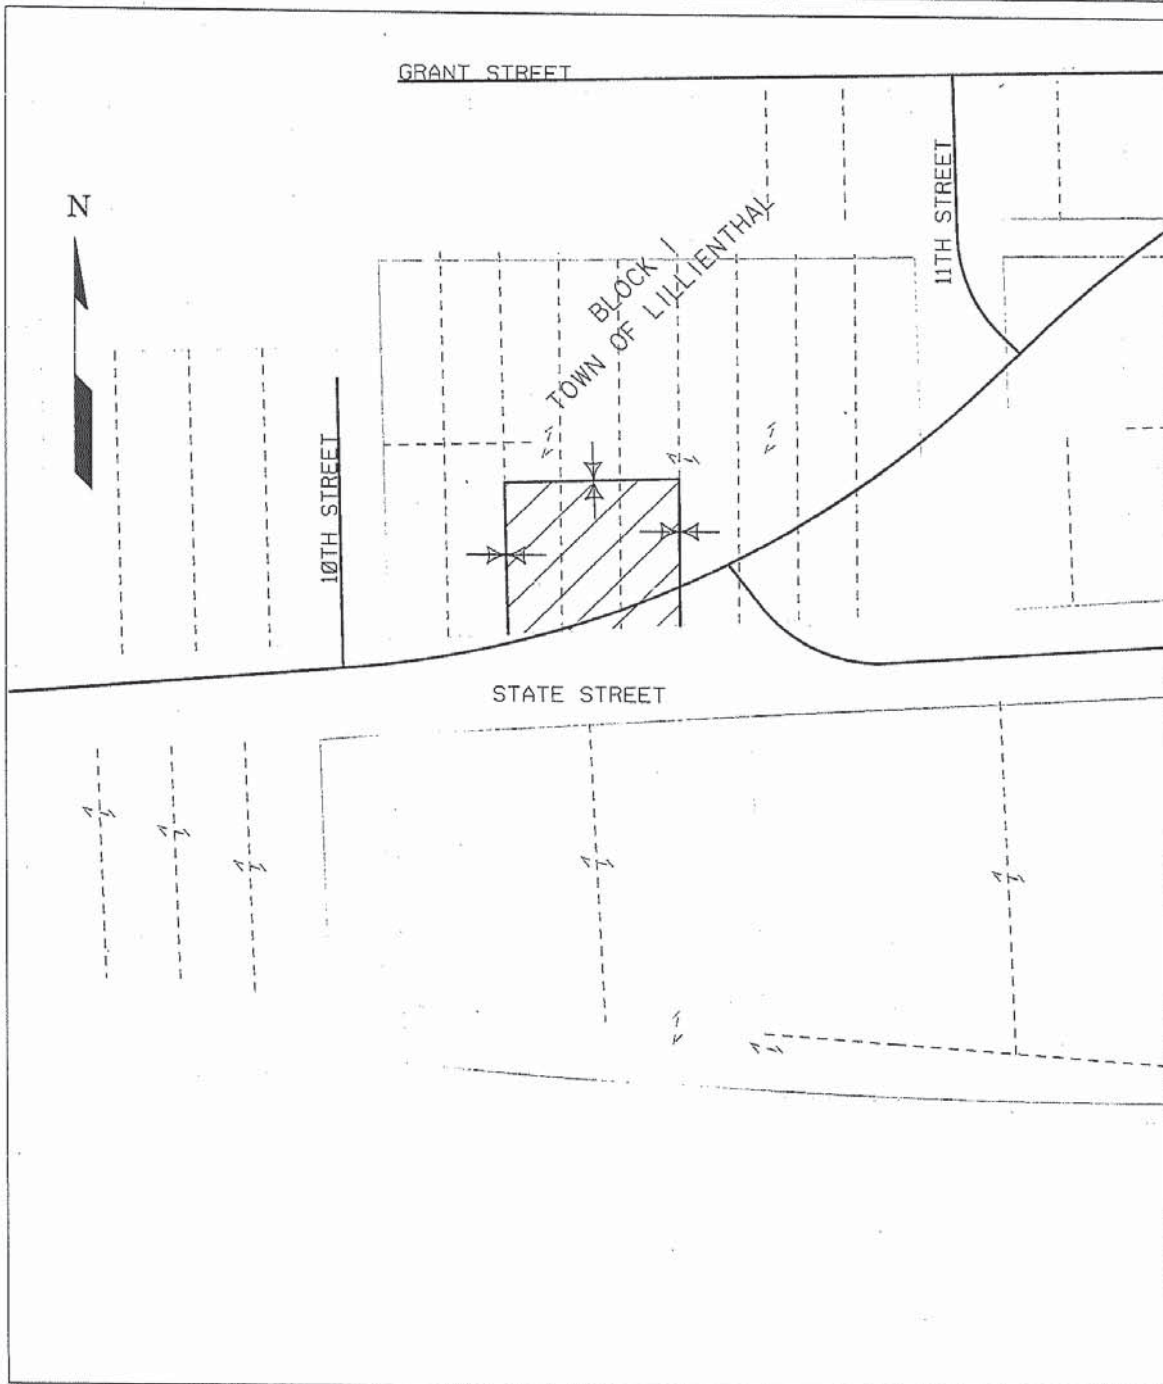 GRANT STREET
N
11TH STREET
BLOCK 1
TOWN OF LILLIENTHAL
10TH STREET
STATE STREET